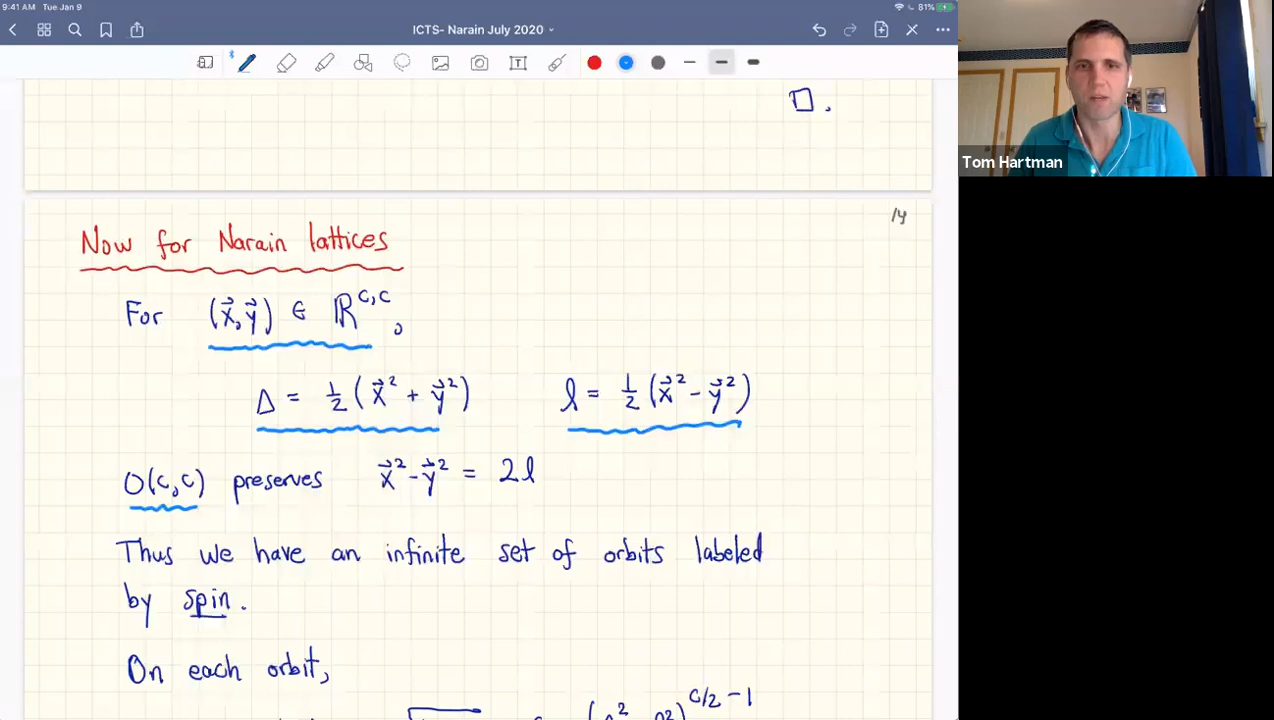 9:41 AM Tue Jan 9
81%
ICTS- Narain July 2020
□.
Tom Hartman
14
Now for Narain lattices
For (x⃗, y⃗) ∈ ℝ^{c,c},
Δ = ½ (x⃗² + y⃗²) l = ½ (x⃗² - y⃗²)
O(c,c) preserves x⃗² - y⃗² = 2l
Thus we have an infinite set of orbits labeled
by spin.
On each orbit,
c/2 - 1